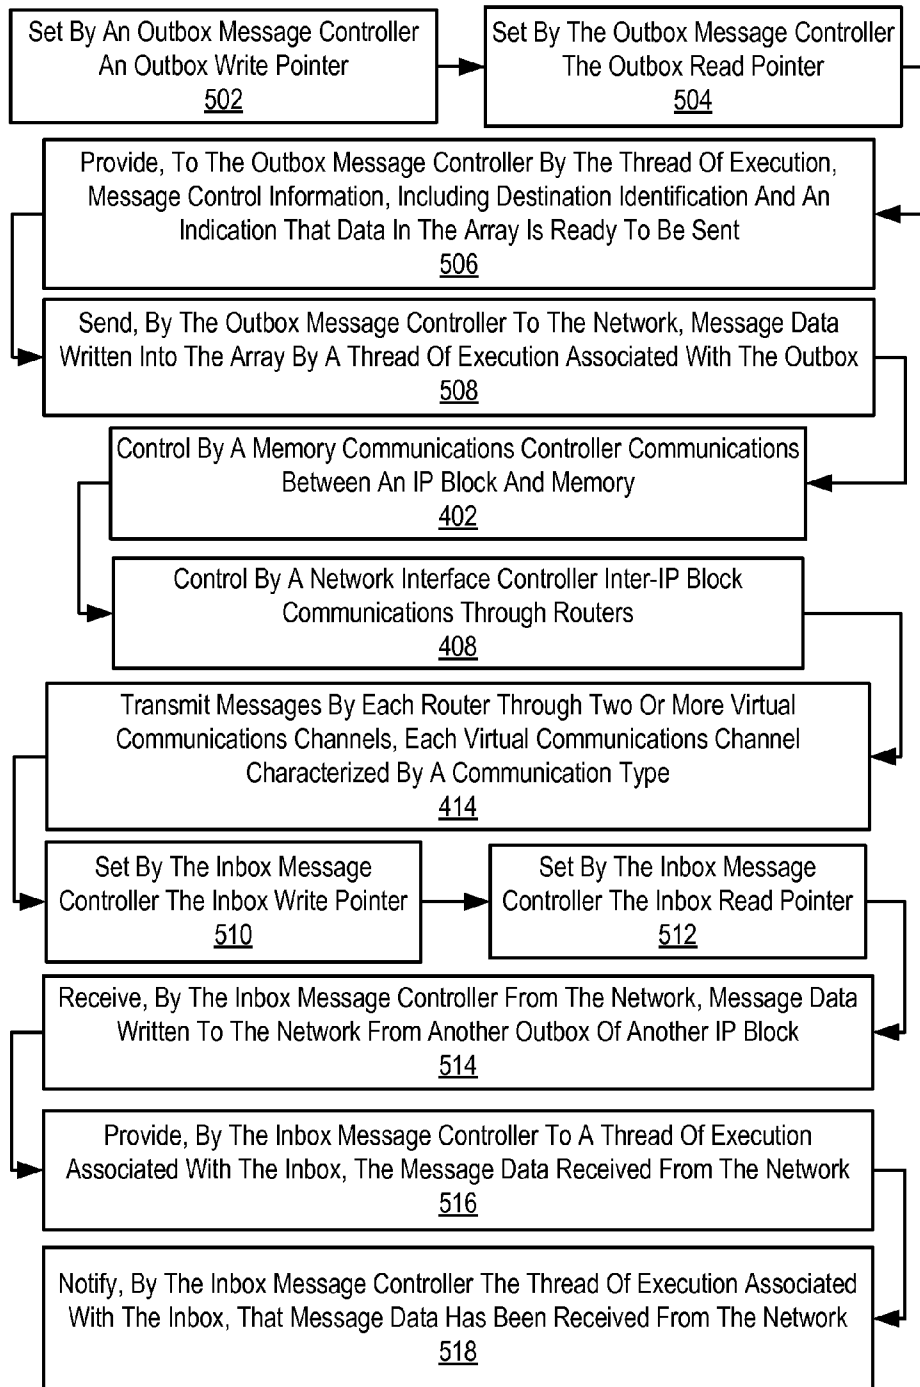 Set By An Outbox Message Controller
An Outbox Write Pointer
502
Set By The Outbox Message Controller
The Outbox Read Pointer
504
Provide, To The Outbox Message Controller By The Thread Of Execution,
Message Control Information, Including Destination Identification And An
Indication That Data In The Array Is Ready To Be Sent
506
Send, By The Outbox Message Controller To The Network, Message Data
Written Into The Array By A Thread Of Execution Associated With The Outbox
508
Control By A Memory Communications Controller Communications
Between An IP Block And Memory
402
Control By A Network Interface Controller Inter-IP Block
Communications Through Routers
408
Transmit Messages By Each Router Through Two Or More Virtual
Communications Channels, Each Virtual Communications Channel
Characterized By A Communication Type
414
Set By The Inbox Message
Controller The Inbox Write Pointer
510
Set By The Inbox Message
Controller The Inbox Read Pointer
512
Receive, By The Inbox Message Controller From The Network, Message Data
Written To The Network From Another Outbox Of Another IP Block
514
Provide, By The Inbox Message Controller To A Thread Of Execution
Associated With The Inbox, The Message Data Received From The Network
516
Notify, By The Inbox Message Controller The Thread Of Execution Associated
With The Inbox, That Message Data Has Been Received From The Network
518